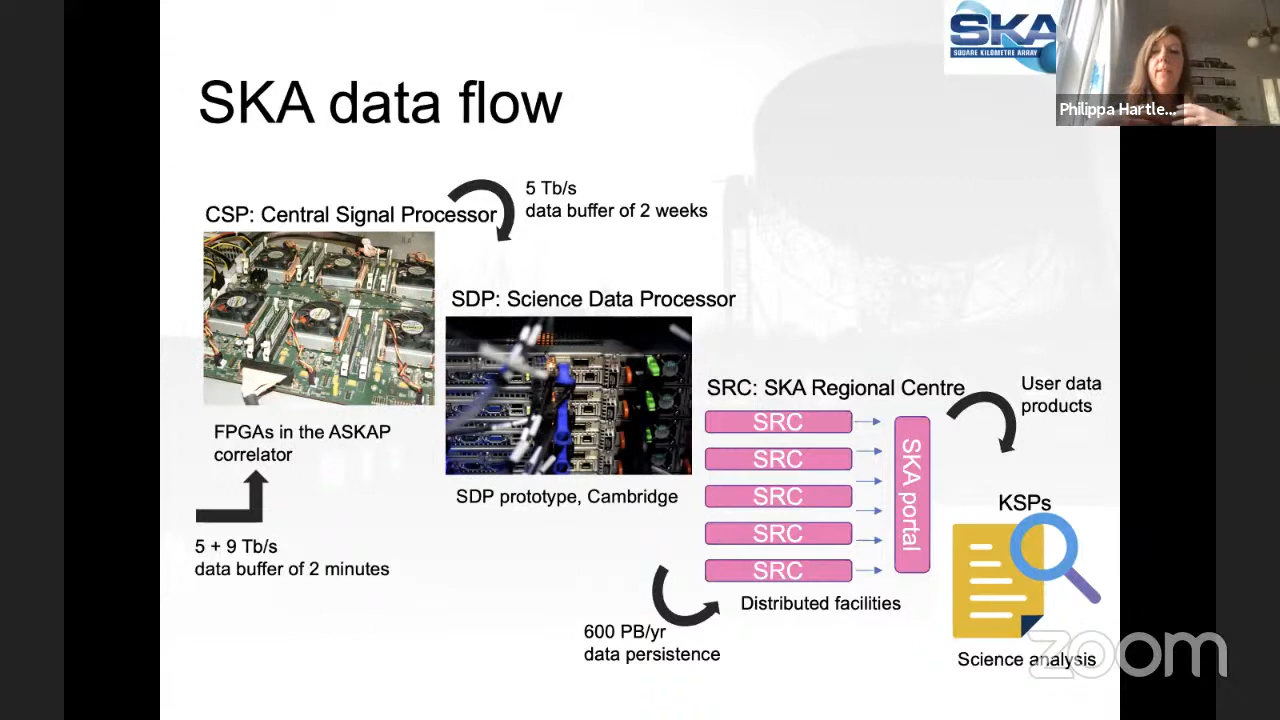 SKA
SQUARE KILOMETRE ARRAY
Philippa Hartle...
SKA data flow
5 Tb/s
data buffer of 2 weeks
CSP: Central Signal Processor
SDP: Science Data Processor
SRC: SKA Regional Centre
User data
products
SRC
SRC
SRC
SRC
SRC
SKA portal
FPGAs in the ASKAP
correlator
SDP prototype, Cambridge
KSPs
5 + 9 Tb/s
data buffer of 2 minutes
Distributed facilities
600 PB/yr
data persistence
Science analysis
zoom